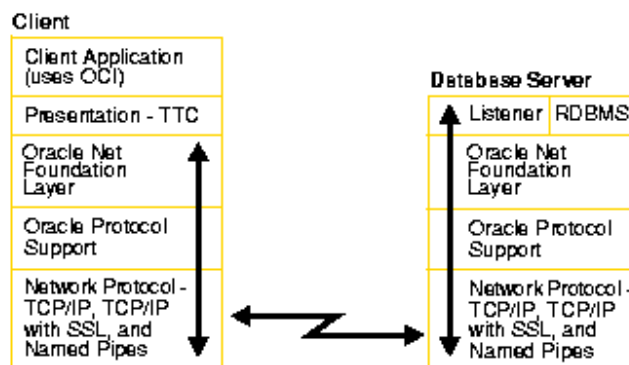 Client
Client Application
(uses OCI)
Presentation - TTC
Oracle Net
Foundation
Layer
Oracle Protocol
Support
Network Protocol -
TCP/IP, TCP/IP
with SSL, and
Named Pipes
Database Server
Listener RDBMS
Oracle Net
Foundation
Layer
Oracle Protocol
Support
Network Protocol -
TCP/IP, TCP/IP
with SSL, and
Named Pipes